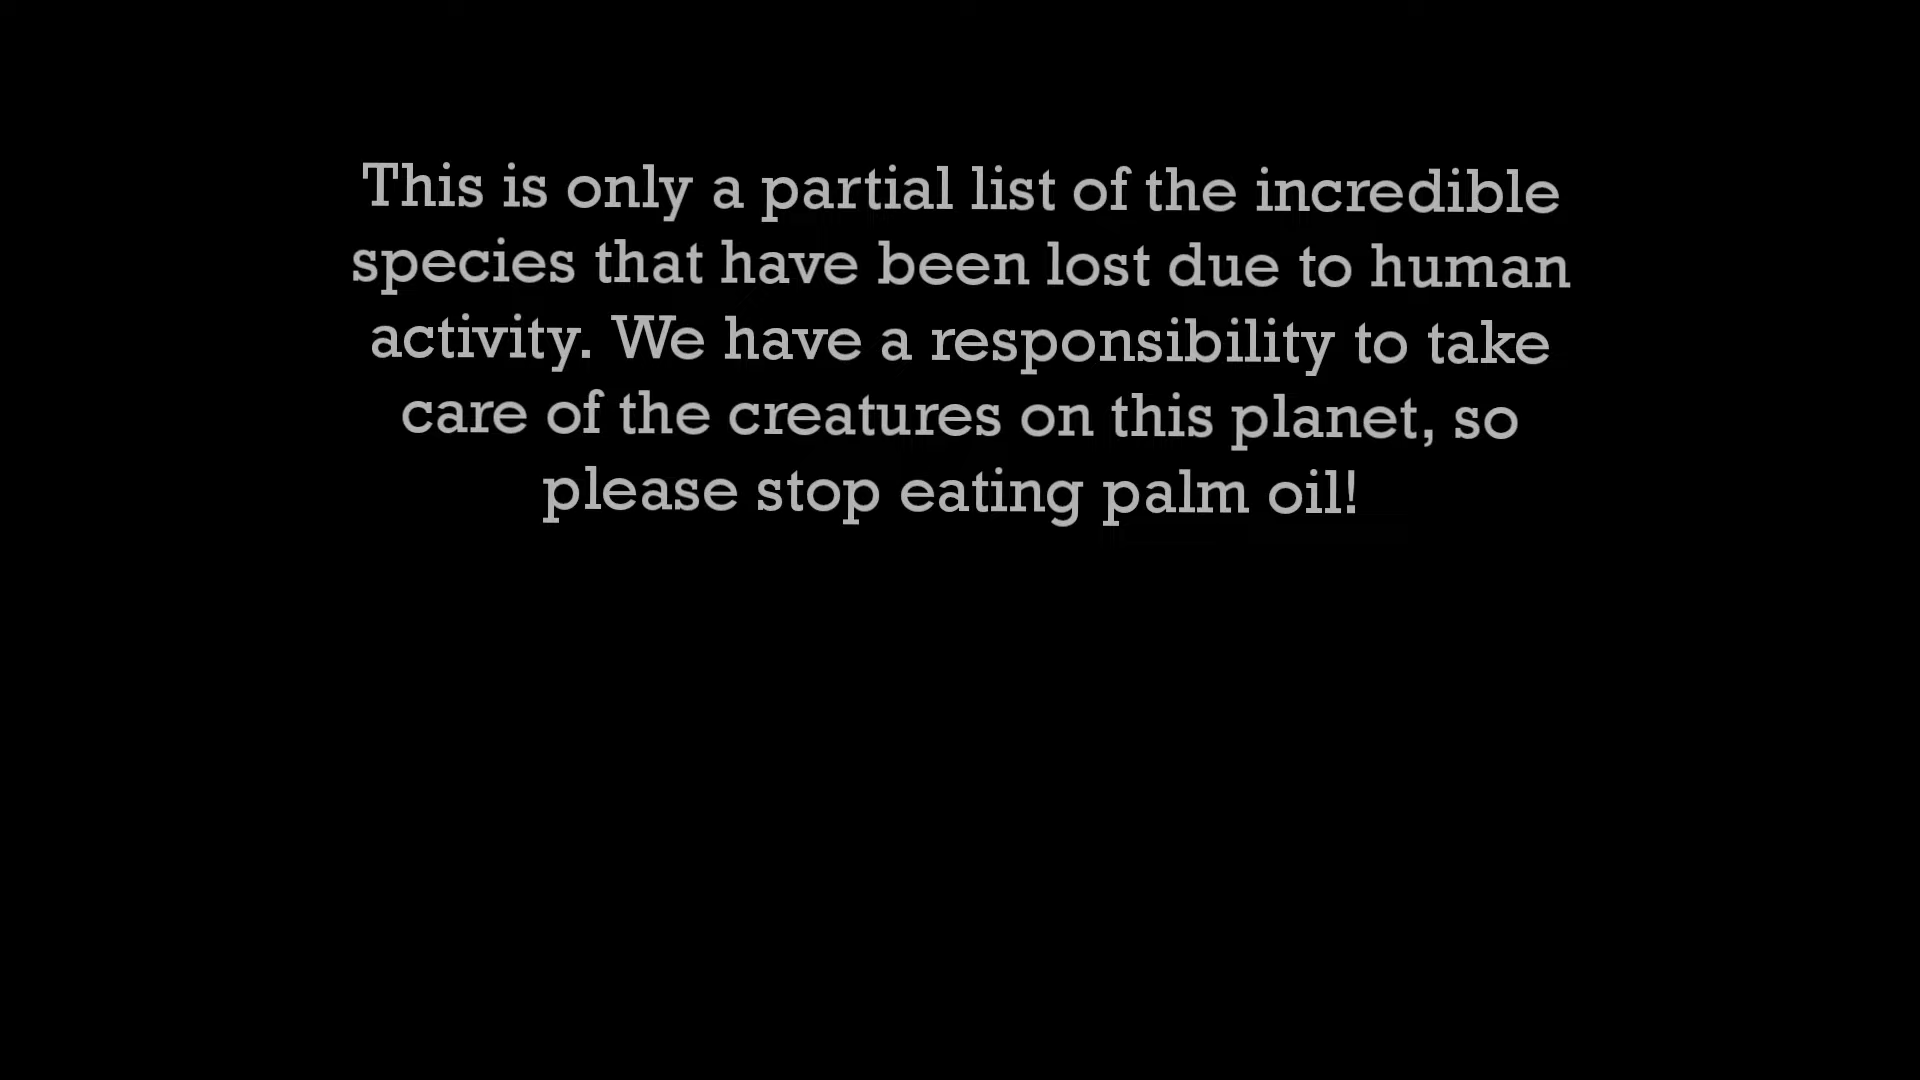 This is only a partial list of the incredible
species that have been lost due to human
activity. We have a responsibility to take
care of the creatures on this planet, so
please stop eating palm oil!